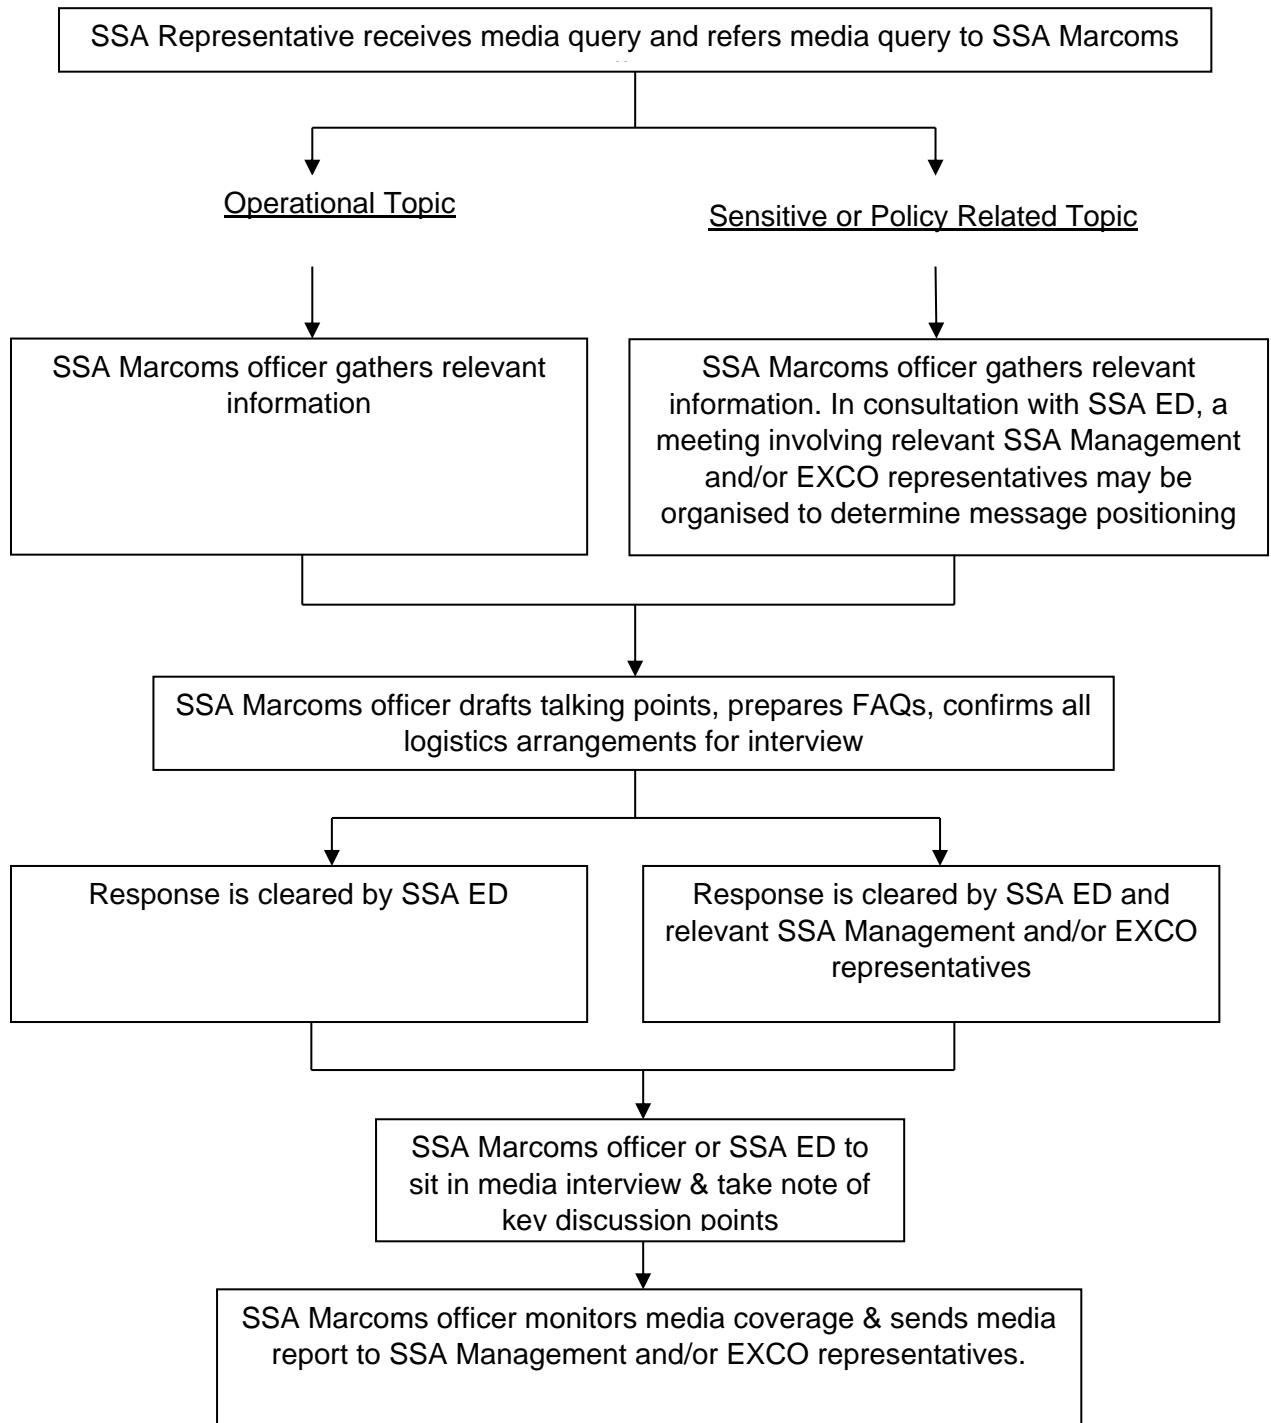 SSA Representative receives media query and refers media query to SSA Marcoms
Operational Topic
Sensitive or Policy Related Topic
SSA Marcoms officer gathers relevant
information
SSA Marcoms officer gathers relevant
information. In consultation with SSA ED, a
meeting involving relevant SSA Management
and/or EXCO representatives may be
organised to determine message positioning
SSA Marcoms officer drafts talking points, prepares FAQs, confirms all
logistics arrangements for interview
Response is cleared by SSA ED
Response is cleared by SSA ED and
relevant SSA Management and/or EXCO
representatives
SSA Marcoms officer or SSA ED to
sit in media interview & take note of
key discussion points
SSA Marcoms officer monitors media coverage & sends media
report to SSA Management and/or EXCO representatives.